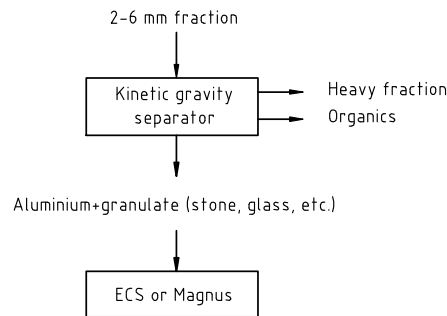 2-6 mm fraction
Kinetic gravity
separator
Heavy fraction
Organics
Aluminium+granulate (stone, glass, etc.)
ECS or Magnus